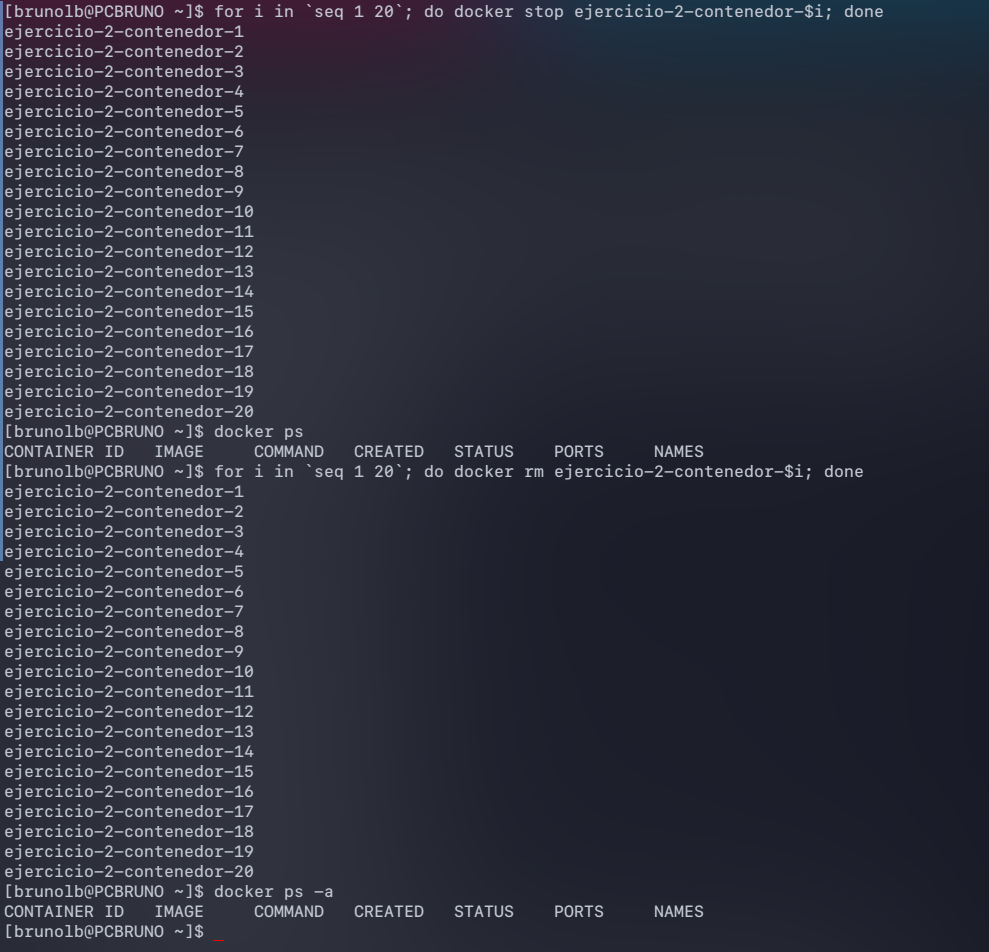 [brunolb@PCBRUNO ~]$ for i in `seq 1 20`; do docker stop ejercicio-2-contenedor-$i; done
ejercicio-2-contenedor-1
ejercicio-2-contenedor-2
ejercicio-2-contenedor-3
ejercicio-2-contenedor-4
ejercicio-2-contenedor-5
ejercicio-2-contenedor-6
ejercicio-2-contenedor-7
ejercicio-2-contenedor-8
ejercicio-2-contenedor-9
ejercicio-2-contenedor-10
ejercicio-2-contenedor-11
ejercicio-2-contenedor-12
ejercicio-2-contenedor-13
ejercicio-2-contenedor-14
ejercicio-2-contenedor-15
ejercicio-2-contenedor-16
ejercicio-2-contenedor-17
ejercicio-2-contenedor-18
ejercicio-2-contenedor-19
ejercicio-2-contenedor-20
[brunolb@PCBRUNO ~]$ docker ps
CONTAINER ID   IMAGE     COMMAND   CREATED   STATUS    PORTS     NAMES
[brunolb@PCBRUNO ~]$ for i in `seq 1 20`; do docker rm ejercicio-2-contenedor-$i; done
ejercicio-2-contenedor-1
ejercicio-2-contenedor-2
ejercicio-2-contenedor-3
ejercicio-2-contenedor-4
ejercicio-2-contenedor-5
ejercicio-2-contenedor-6
ejercicio-2-contenedor-7
ejercicio-2-contenedor-8
ejercicio-2-contenedor-9
ejercicio-2-contenedor-10
ejercicio-2-contenedor-11
ejercicio-2-contenedor-12
ejercicio-2-contenedor-13
ejercicio-2-contenedor-14
ejercicio-2-contenedor-15
ejercicio-2-contenedor-16
ejercicio-2-contenedor-17
ejercicio-2-contenedor-18
ejercicio-2-contenedor-19
ejercicio-2-contenedor-20
[brunolb@PCBRUNO ~]$ docker ps -a
CONTAINER ID   IMAGE     COMMAND   CREATED   STATUS    PORTS     NAMES
[brunolb@PCBRUNO ~]$ _